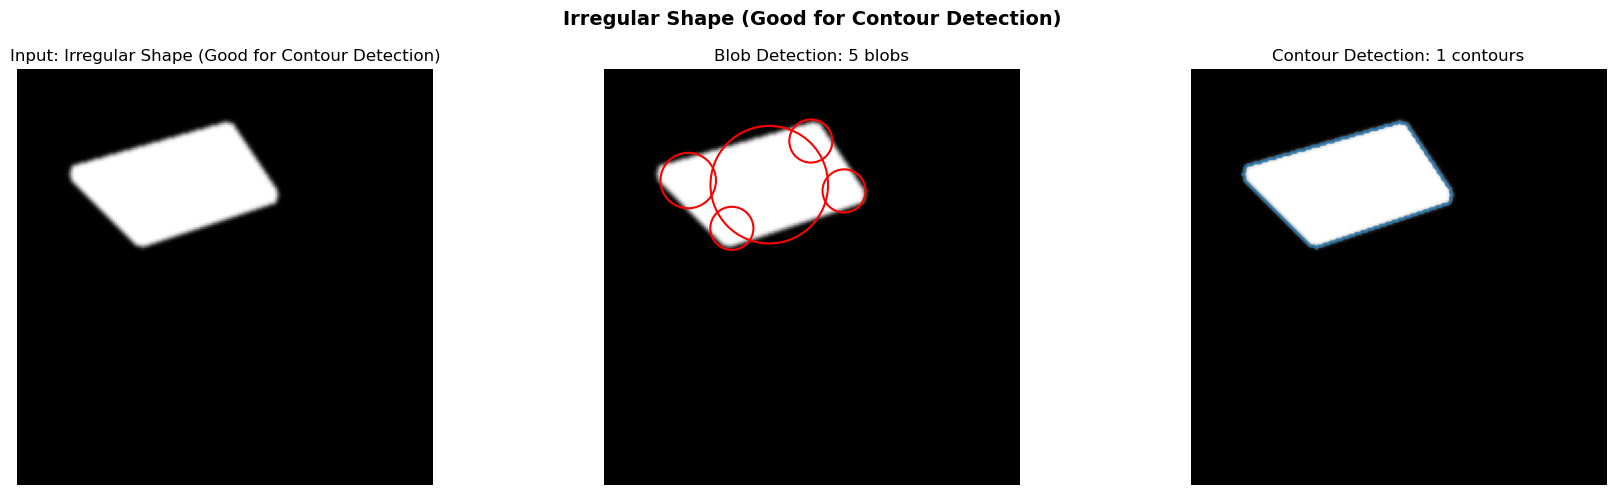 Irregular Shape (Good for Contour Detection)
Input: Irregular Shape (Good for Contour Detection)
Blob Detection: 5 blobs
Contour Detection: 1 contours